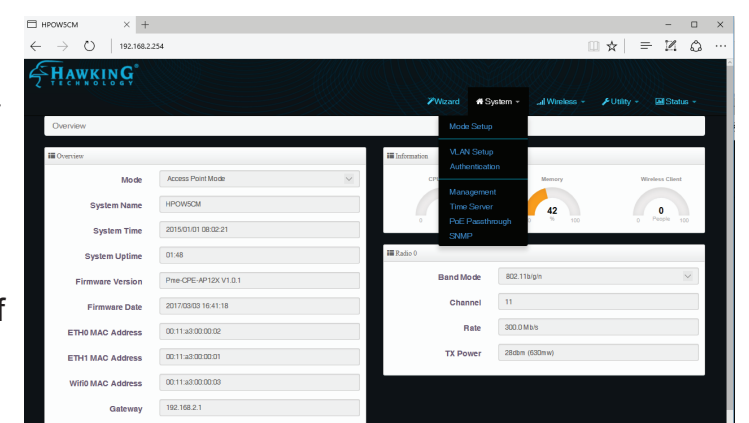 HPOW5CM
192.168.2.254
HAWKING
TECHNOLOGY
Wizard System Wireless Utility Status
Overview
Mode Setup
VLAN Setup
Authentication
Management
Time Server
PoE Passthrough
SNMP
Overview
Mode Access Point Mode
System Name HPOW5CM
System Time 2015/01/01 08:02:21
System Uptime 01:48
Firmware Version Pme-CPE-AP12X V1.0.1
Firmware Date 2017/03/03 16:41:18
ETH0 MAC Address 00:11:a3:00:00:02
ETH1 MAC Address 00:11:a3:00:00:01
Wifi0 MAC Address 00:11:a3:00:00:03
Gateway 192.168.2.1
Information
Memory Wireless Client
42 0
0 0 % 100 0 People 100
Radio 0
Band Mode 802.11b/g/n
Channel 11
Rate 300.0 Mb/s
TX Power 28dbm (630mw)
f